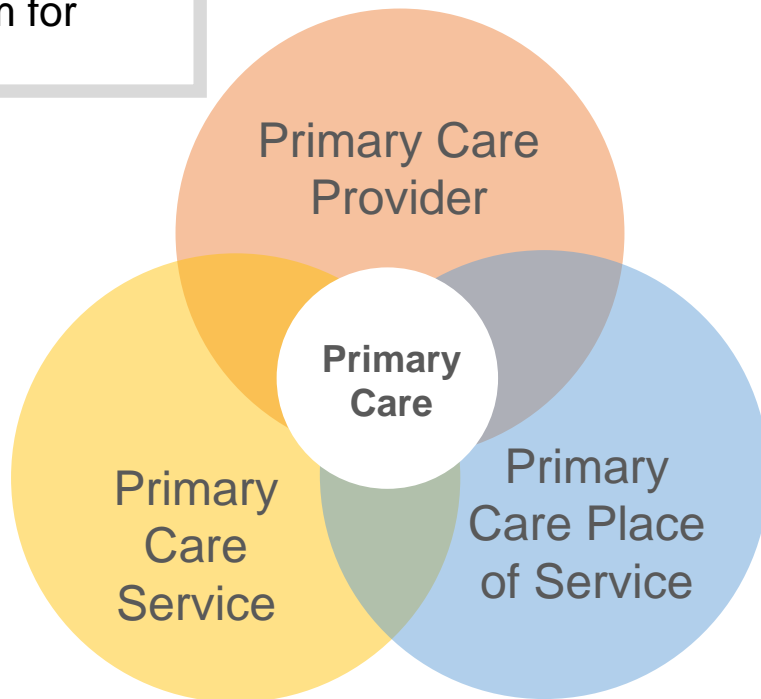 for
Primary Care
Provider
Primary
Care
Primary
Care
Service
Primary
Care Place
of Service